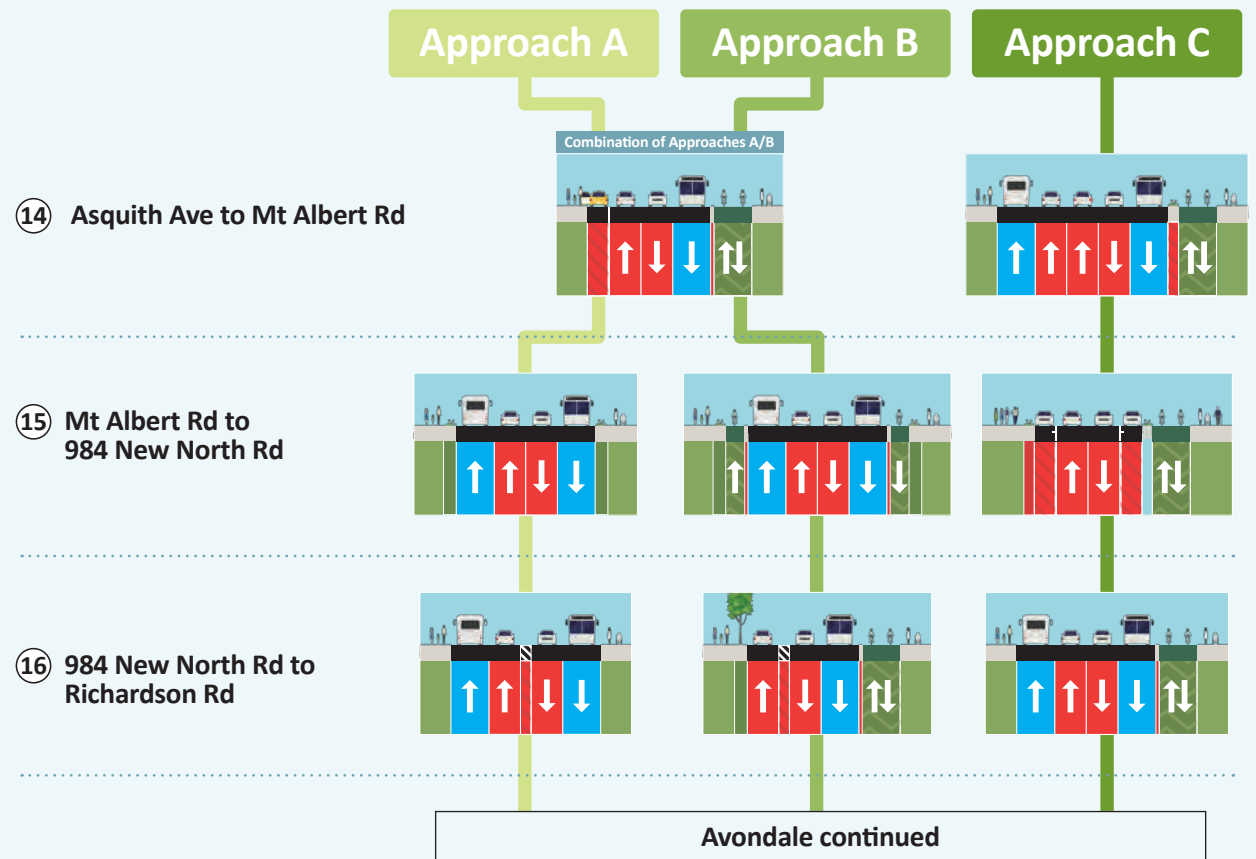 Approach A
Approach B
Approach C
Combination of Approaches A/B
14 Asquith Ave to Mt Albert Rd
15 Mt Albert Rd to
984 New North Rd
16 984 New North Rd to
Richardson Rd
Avondale continued